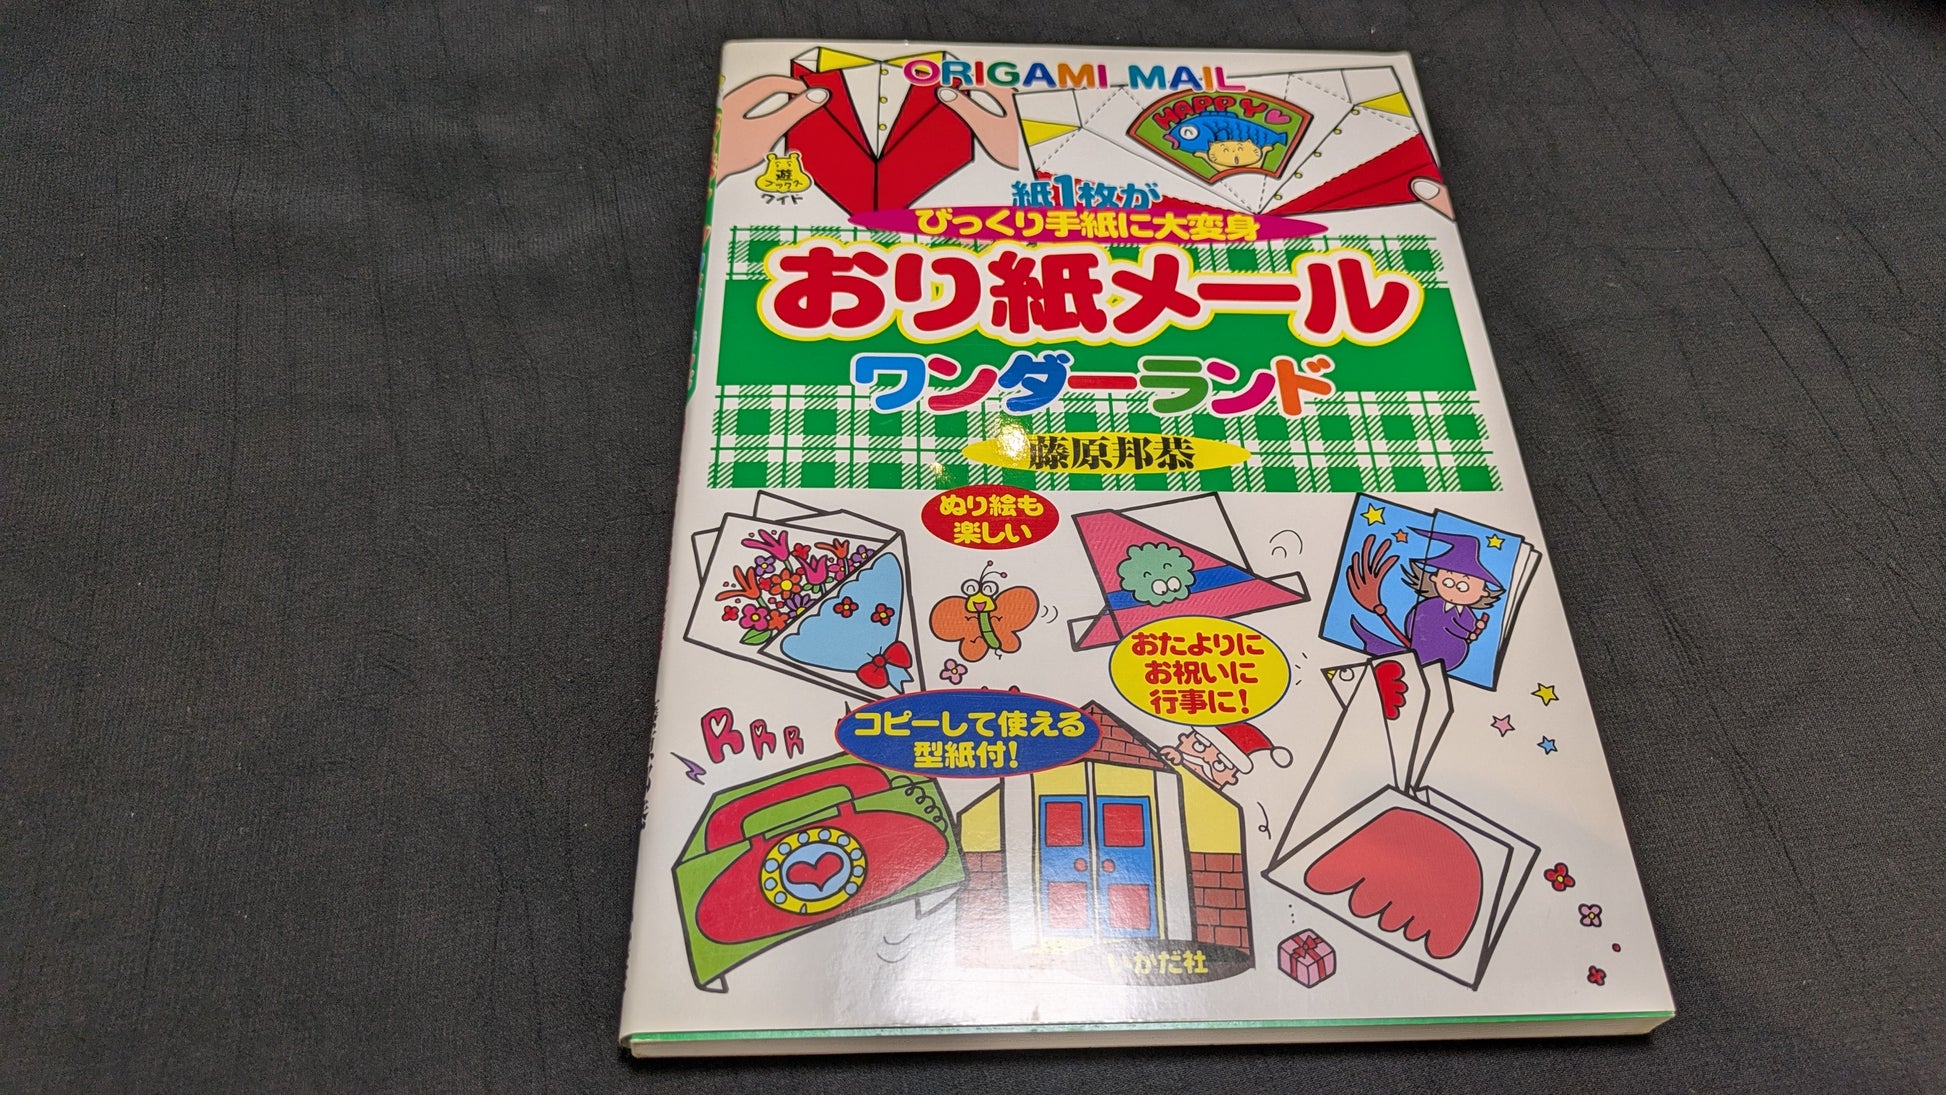 ORIGAMI MAIL
HAPPY
遊
ブックス
ワイド
紙1枚が
びっくり手紙に大変身
おり紙メール
ワンダーランド
藤原邦恭
ぬり絵も
楽しい
おたよりに
お祝いに
行事に!
コピーして使える
型紙付!
RRR
いかだ社